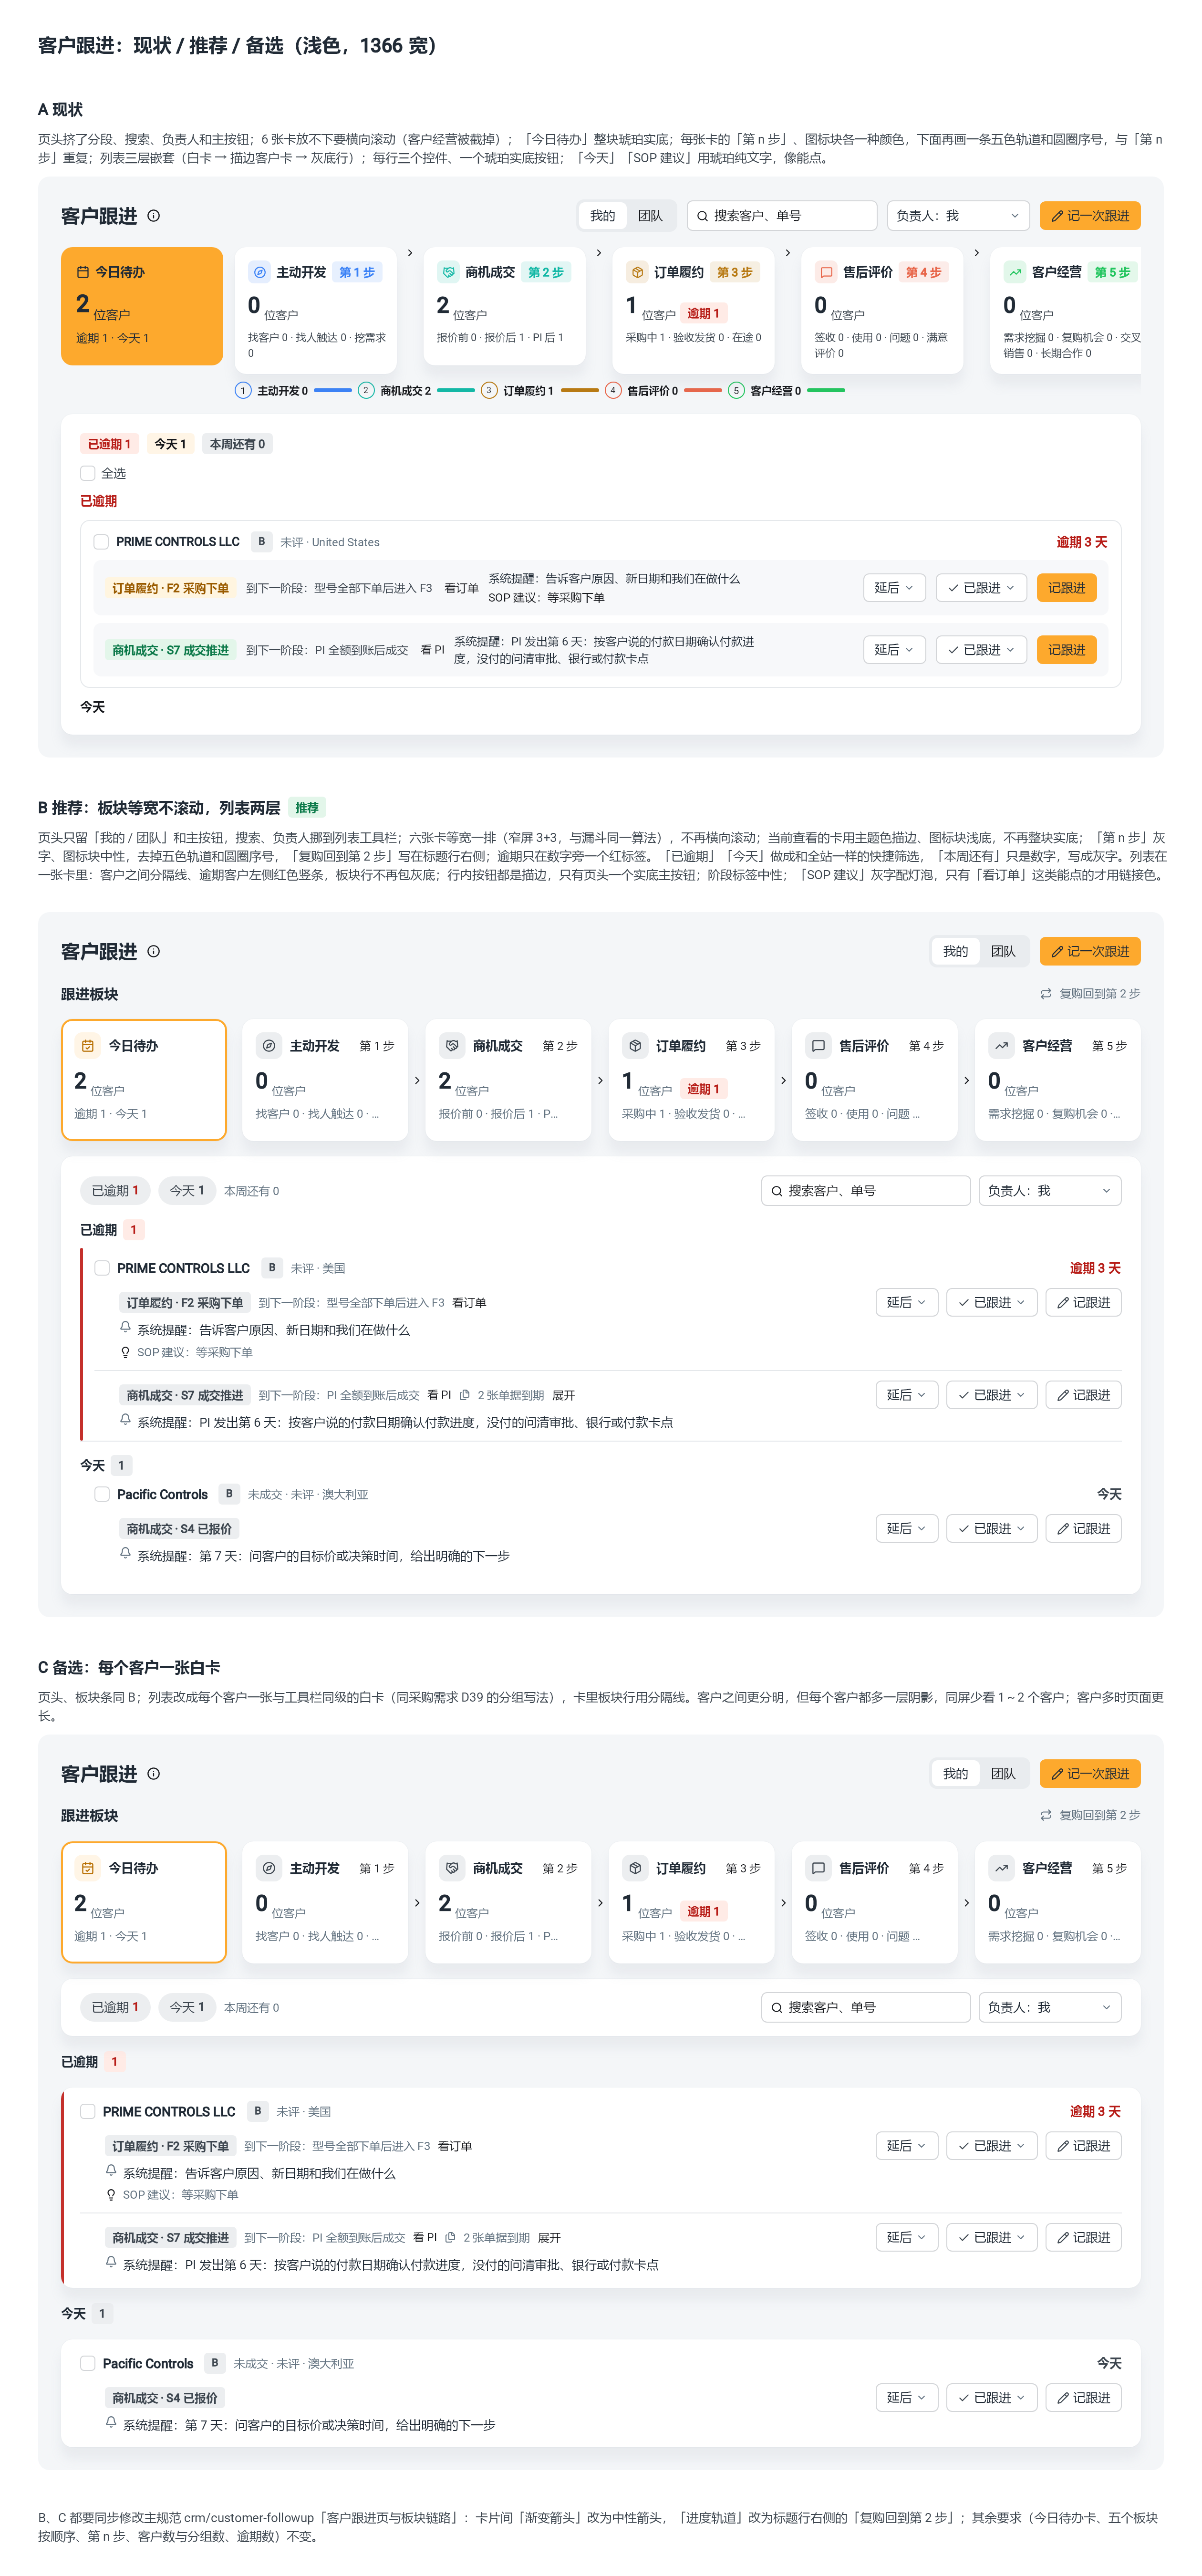 客户跟进：现状 / 推荐 / 备选（浅色，1366 宽）
A 现状
页头挤了分段、搜索、负责人和主按钮；6 张卡放不下要横向滚动（客户经营被截掉）；「今日待办」整块琥珀实底；每张卡的「第 n 步」、图标块各一种颜色，下面再画一条五色轨道和圆圈序号，与「第 n
步」重复；列表三层嵌套（白卡 → 描边客户卡 → 灰底行）；每行三个控件、一个琥珀实底按钮；「今天」「SOP 建议」用琥珀纯文字，像能点。
客户跟进 我的 团队 搜索客户、单号 负责人：我 记一次跟进
今日待办 主动开发 第 1 步 商机成交 第 2 步 订单履约 第 3 步 售后评价 第 4 步 客户经营 第 5 步
2 位客户 0 位客户 2 位客户 1 位客户 逾期 1 0 位客户 0 位客户
逾期 1 · 今天 1 找客户 0 · 找人触达 0 · 挖需求 报价前 0 · 报价后 1 · PI 后 1 采购中 1 · 验收发货 0 · 在途 0 签收 0 · 使用 0 · 问题 0 · 满意 需求挖掘 0 · 复购机会 0 · 交叉
0 评价 0 销售 0 · 长期合作 0
1 主动开发 0 2 商机成交 2 3 订单履约 1 4 售后评价 0 5 客户经营 0
已逾期 1 今天 1 本周还有 0
全选
已逾期
PRIME CONTROLS LLC B 未评 · United States 逾期 3 天
订单履约 · F2 采购下单 到下一阶段：型号全部下单后进入 F3 看订单 系统提醒：告诉客户原因、新日期和我们在做什么 延后 已跟进 记跟进
SOP 建议：等采购下单
商机成交 · S7 成交推进 到下一阶段：PI 全额到账后成交 看 PI 系统提醒：PI 发出第 6 天：按客户说的付款日期确认付款进 延后 已跟进 记跟进
度，没付的问清审批、银行或付款卡点
今天
B 推荐：板块等宽不滚动，列表两层 推荐
页头只留「我的 / 团队」和主按钮，搜索、负责人挪到列表工具栏；六张卡等宽一排（窄屏 3+3，与漏斗同一算法），不再横向滚动；当前查看的卡用主题色描边、图标块浅底，不再整块实底；「第 n 步」灰
字、图标块中性，去掉五色轨道和圆圈序号，「复购回到第 2 步」写在标题行右侧；逾期只在数字旁一个红标签。「已逾期」「今天」做成和全站一样的快捷筛选，「本周还有」只是数字，写成灰字。列表在
一张卡里：客户之间分隔线、逾期客户左侧红色竖条，板块行不再包灰底；行内按钮都是描边，只有页头一个实底主按钮；阶段标签中性；「SOP 建议」灰字配灯泡，只有「看订单」这类能点的才用链接色。
客户跟进 我的 团队 记一次跟进
跟进板块 复购回到第 2 步
今日待办 主动开发 第 1 步 商机成交 第 2 步 订单履约 第 3 步 售后评价 第 4 步 客户经营 第 5 步
2 位客户 0 位客户 2 位客户 1 位客户 逾期 1 0 位客户 0 位客户
逾期 1 · 今天 1 找客户 0 · 找人触达 0 · ... 报价前 0 · 报价后 1 · P... 采购中 1 · 验收发货 0 · ... 签收 0 · 使用 0 · 问题 ... 需求挖掘 0 · 复购机会 0 ·...
已逾期 1 今天 1 本周还有 0 搜索客户、单号 负责人：我
已逾期 1
PRIME CONTROLS LLC B 未评 · 美国 逾期 3 天
订单履约 · F2 采购下单 到下一阶段：型号全部下单后进入 F3 看订单 延后 已跟进 记跟进
系统提醒：告诉客户原因、新日期和我们在做什么
SOP 建议：等采购下单
商机成交 · S7 成交推进 到下一阶段：PI 全额到账后成交 看 PI 2 张单据到期 展开 延后 已跟进 记跟进
系统提醒：PI 发出第 6 天：按客户说的付款日期确认付款进度，没付的问清审批、银行或付款卡点
今天 1
Pacific Controls B 未成交 · 未评 · 澳大利亚 今天
商机成交 · S4 已报价 延后 已跟进 记跟进
系统提醒：第 7 天：问客户的目标价或决策时间，给出明确的下一步
C 备选：每个客户一张白卡
页头、板块条同 B；列表改成每个客户一张与工具栏同级的白卡（同采购需求 D39 的分组写法），卡里板块行用分隔线。客户之间更分明，但每个客户都多一层阴影，同屏少看 1 ~ 2 个客户；客户多时页面更
长。
客户跟进 我的 团队 记一次跟进
跟进板块 复购回到第 2 步
今日待办 主动开发 第 1 步 商机成交 第 2 步 订单履约 第 3 步 售后评价 第 4 步 客户经营 第 5 步
2 位客户 0 位客户 2 位客户 1 位客户 逾期 1 0 位客户 0 位客户
逾期 1 · 今天 1 找客户 0 · 找人触达 0 · ... 报价前 0 · 报价后 1 · P... 采购中 1 · 验收发货 0 · ... 签收 0 · 使用 0 · 问题 ... 需求挖掘 0 · 复购机会 0 ·...
已逾期 1 今天 1 本周还有 0 搜索客户、单号 负责人：我
已逾期 1
PRIME CONTROLS LLC B 未评 · 美国 逾期 3 天
订单履约 · F2 采购下单 到下一阶段：型号全部下单后进入 F3 看订单 延后 已跟进 记跟进
系统提醒：告诉客户原因、新日期和我们在做什么
SOP 建议：等采购下单
商机成交 · S7 成交推进 到下一阶段：PI 全额到账后成交 看 PI 2 张单据到期 展开 延后 已跟进 记跟进
系统提醒：PI 发出第 6 天：按客户说的付款日期确认付款进度，没付的问清审批、银行或付款卡点
今天 1
Pacific Controls B 未成交 · 未评 · 澳大利亚 今天
商机成交 · S4 已报价 延后 已跟进 记跟进
系统提醒：第 7 天：问客户的目标价或决策时间，给出明确的下一步
B、C 都要同步修改主规范 crm/customer-followup「客户跟进页与板块链路」：卡片间「渐变箭头」改为中性箭头，「进度轨道」改为标题行右侧的「复购回到第 2 步」；其余要求（今日待办卡、五个板块
按顺序、第 n 步、客户数与分组数、逾期数）不变。